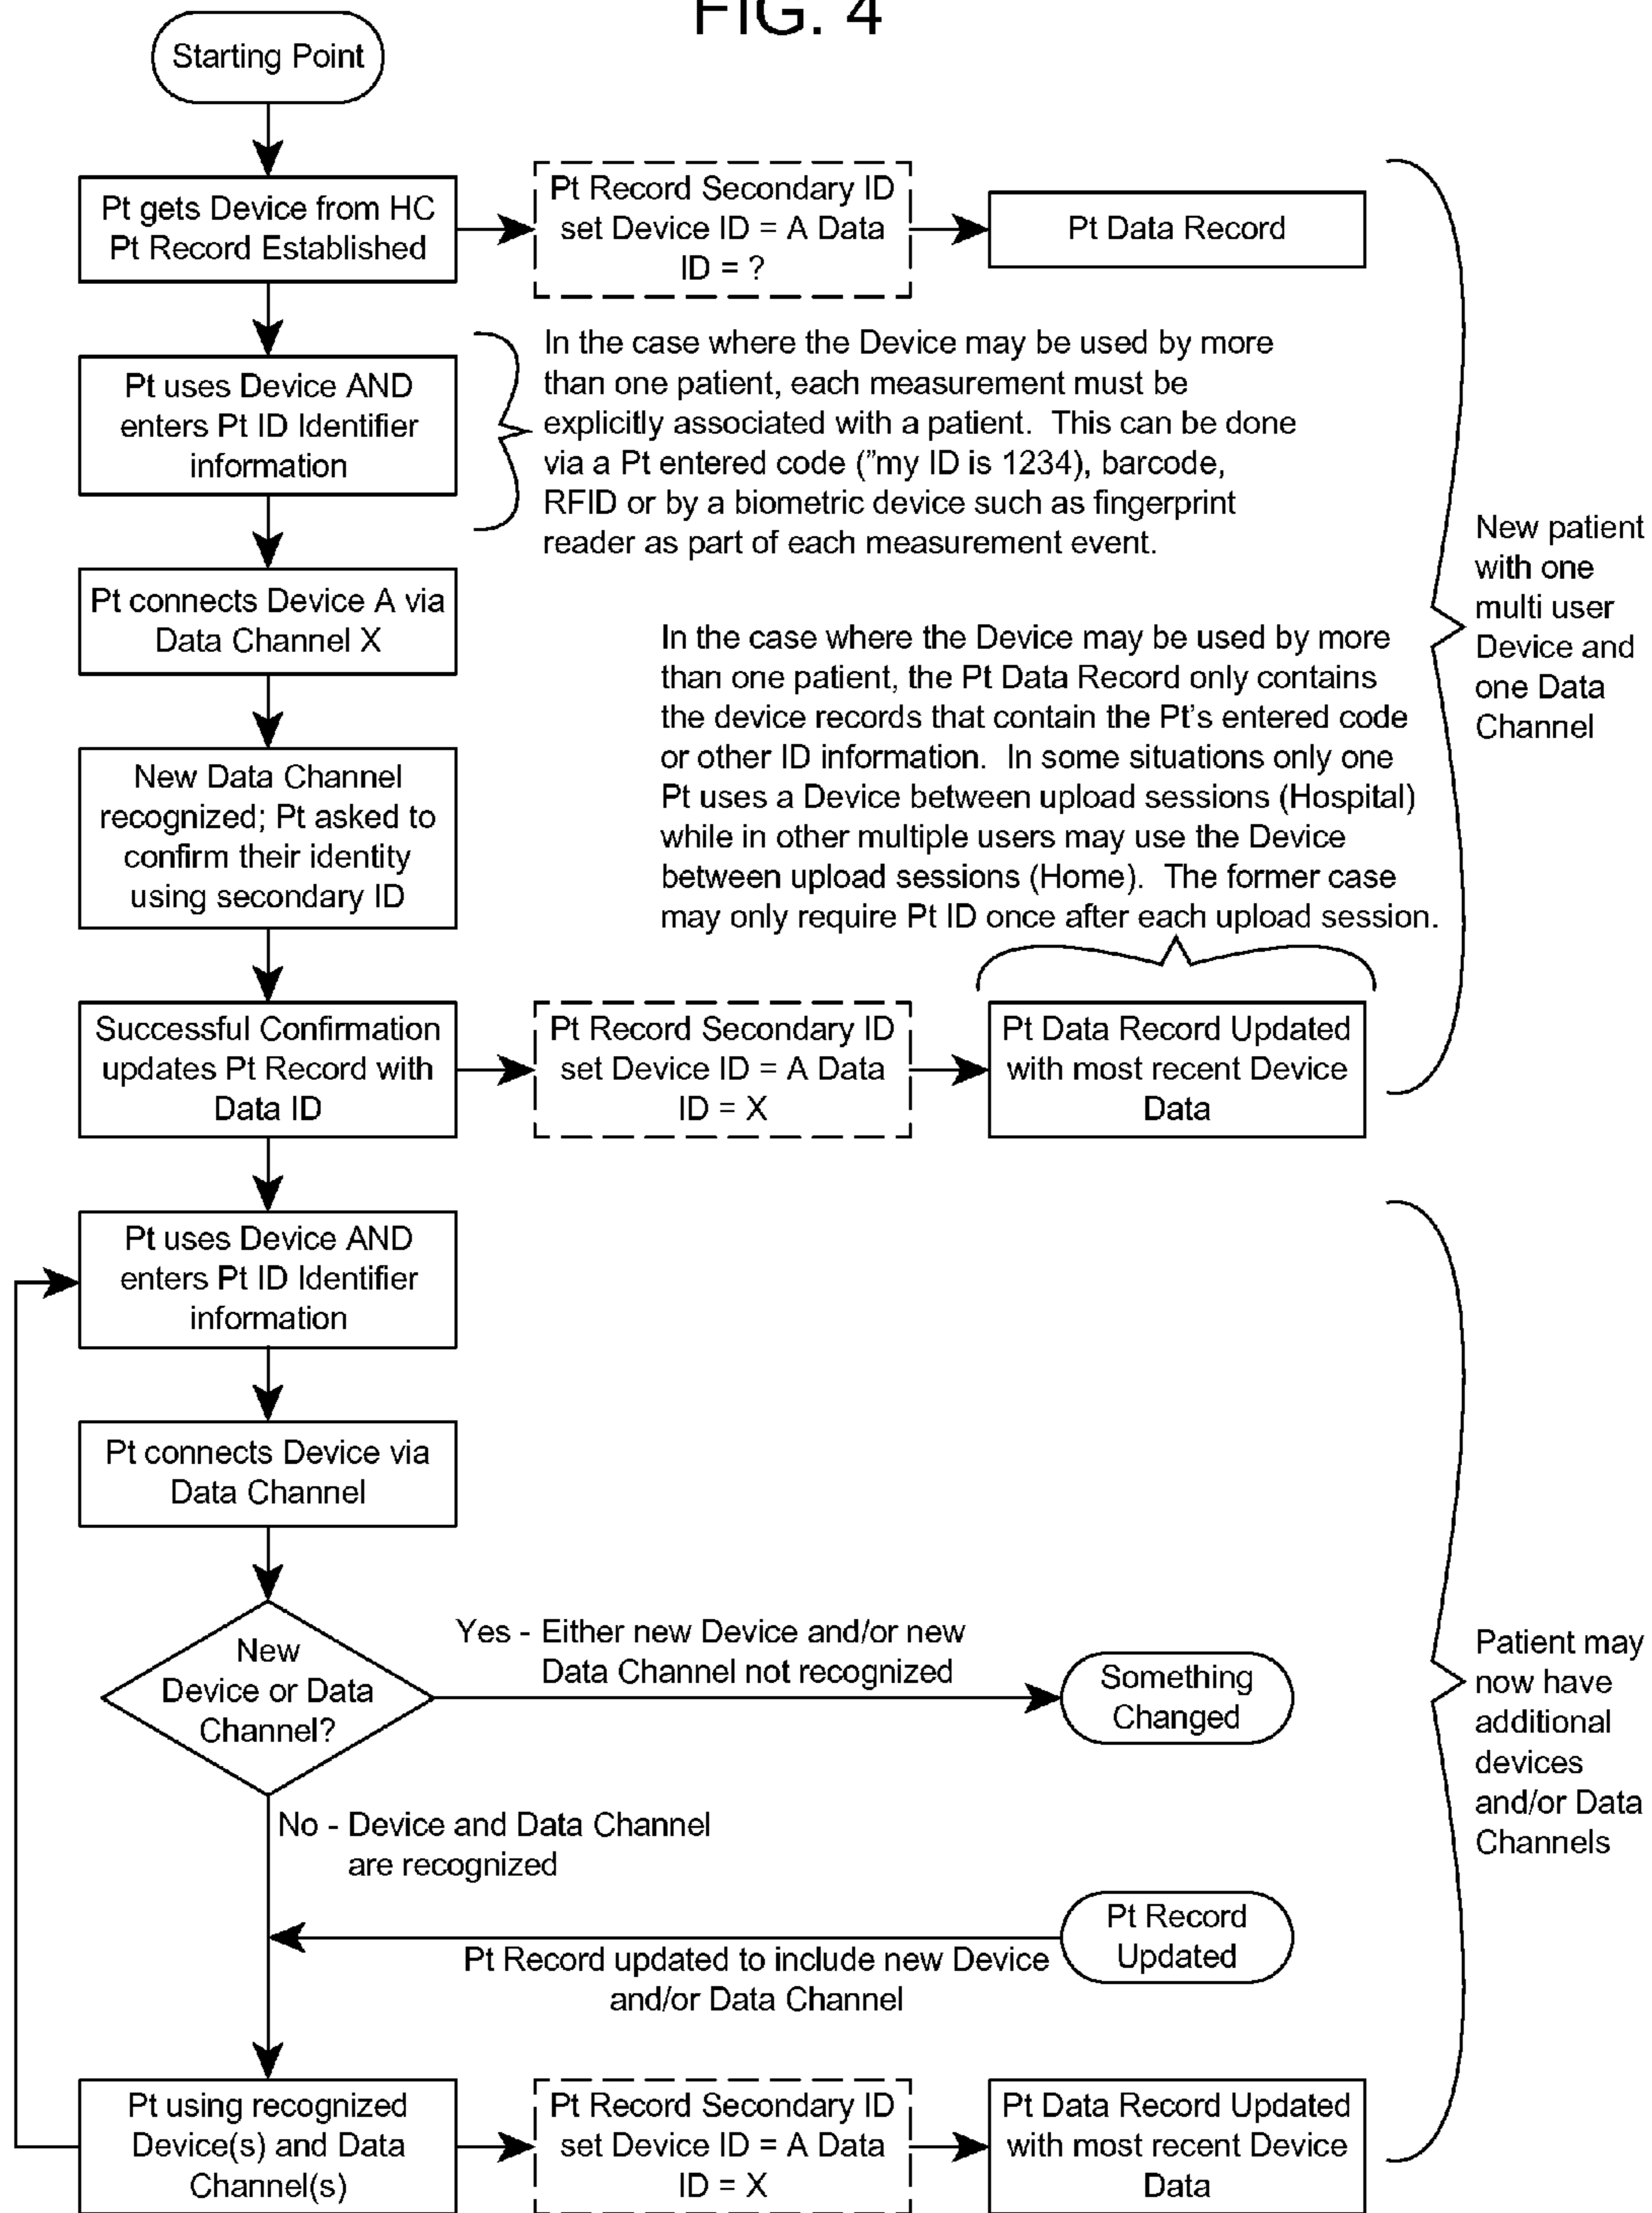 FIG. 4
Starting Point
Pt gets Device from HC
Pt Record Established
Pt Record Secondary ID
set Device ID = A Data
ID = ?
Pt Data Record
Pt uses Device AND
enters Pt ID Identifier
information
In the case where the Device may be used by more
than one patient, each measurement must be
explicitly associated with a patient. This can be done
via a Pt entered code ("my ID is 1234), barcode,
RFID or by a biometric device such as fingerprint
reader as part of each measurement event.
New patient
with one
multi user
Device and
one Data
Channel
Pt connects Device A via
Data Channel X
In the case where the Device may be used by more
than one patient, the Pt Data Record only contains
the device records that contain the Pt's entered code
or other ID information. In some situations only one
Pt uses a Device between upload sessions (Hospital)
while in other multiple users may use the Device
between upload sessions (Home). The former case
may only require Pt ID once after each upload session.
New Data Channel
recognized; Pt asked to
confirm their identity
using secondary ID
Successful Confirmation
updates Pt Record with
Data ID
Pt Record Secondary ID
set Device ID = A Data
ID = X
Pt Data Record Updated
with most recent Device
Data
Pt uses Device AND
enters Pt ID Identifier
information
Pt connects Device via
Data Channel
New
Device or Data
Channel?
Yes - Either new Device and/or new
Data Channel not recognized
Something
Changed
Patient may
now have
additional
devices
and/or Data
Channels
No - Device and Data Channel
are recognized
Pt Record
Updated
Pt Record updated to include new Device
and/or Data Channel
Pt using recognized
Device(s) and Data
Channel(s)
Pt Record Secondary ID
set Device ID = A Data
ID = X
Pt Data Record Updated
with most recent Device
Data